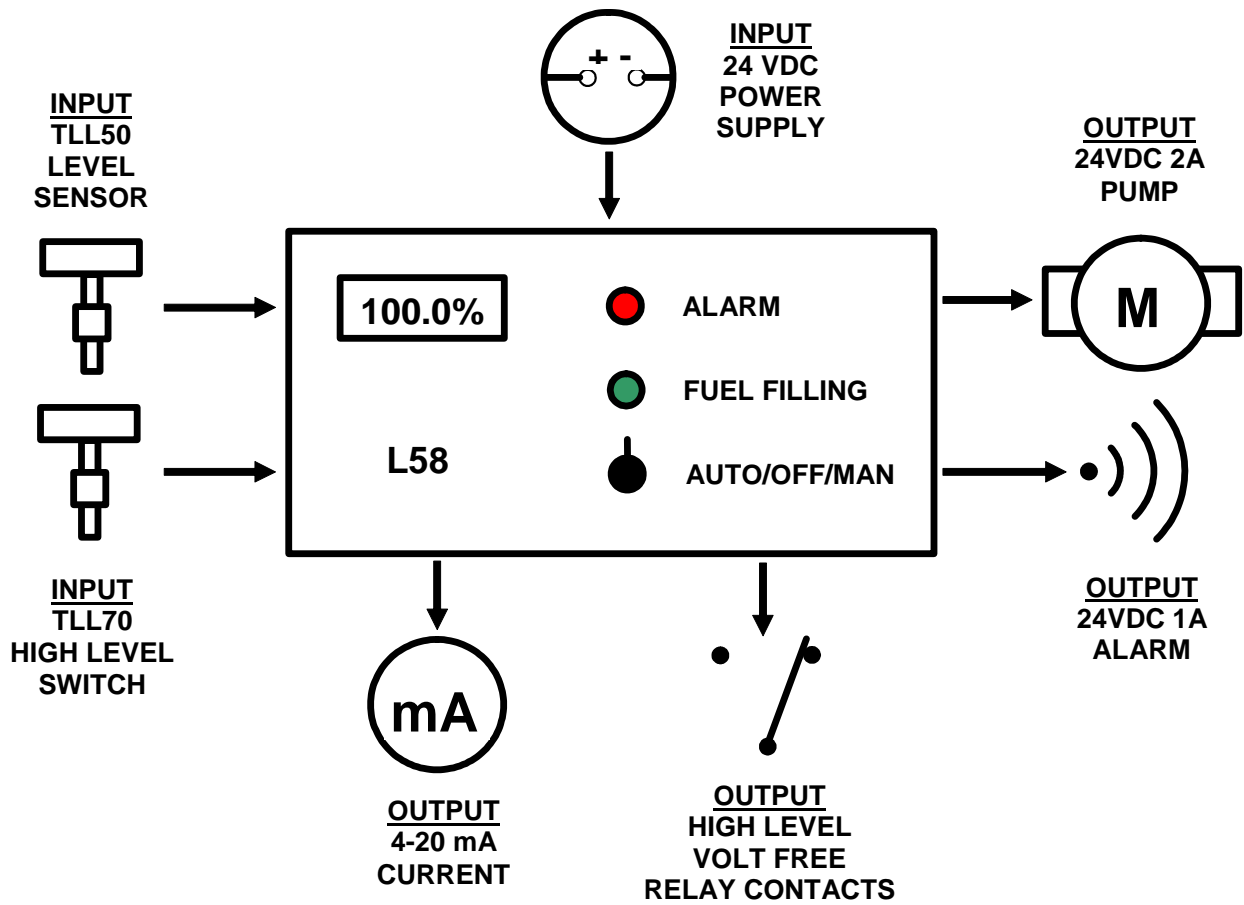 INPUT
24 VDC
POWER
SUPPLY
+ -
INPUT
TLL50
LEVEL
SENSOR
OUTPUT
24VDC 2A
PUMP
100.0%
ALARM
M
FUEL FILLING
L58
AUTO/OFF/MAN
INPUT
TLL70
HIGH LEVEL
SWITCH
OUTPUT
24VDC 1A
ALARM
mA
OUTPUT
4-20 mA
CURRENT
OUTPUT
HIGH LEVEL
VOLT FREE
RELAY CONTACTS